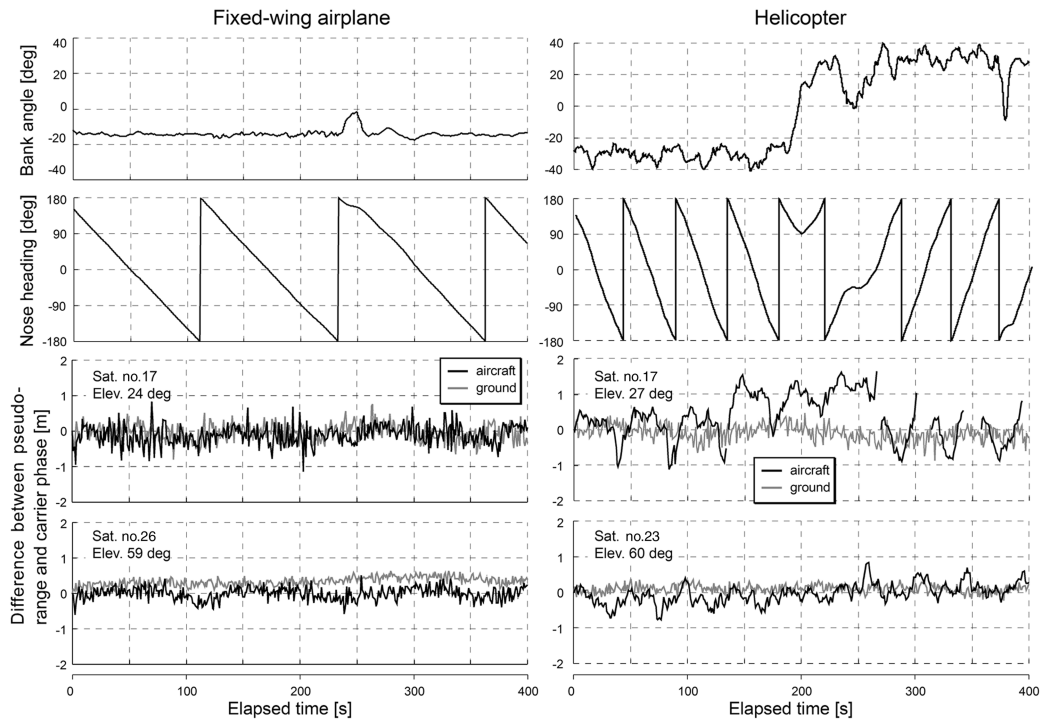 Fixed-wing airplane
Helicopter
Bank angle [deg]
40
20
0
-20
-40
40
20
0
-20
-40
Nose heading [deg]
180
90
0
-90
-180
180
90
0
-90
-180
Difference between pseudo-
range and carrier phase [m]
2
1
0
-1
-2
Sat. no.17
Elev. 24 deg
aircraft
ground
2
1
0
-1
-2
Sat. no.17
Elev. 27 deg
aircraft
ground
2
1
0
-1
-2
Sat. no.26
Elev. 59 deg
2
1
0
-1
-2
Sat. no.23
Elev. 60 deg
0 100 200 300 400
0 100 200 300 400
Elapsed time [s]
Elapsed time [s]